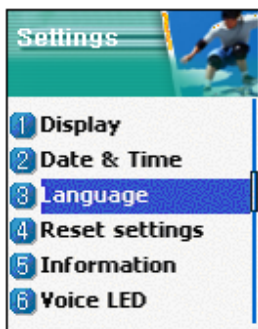 Settings
1 Display
2 Date & Time
3 Language
4 Reset settings
5 Information
6 Voice LED